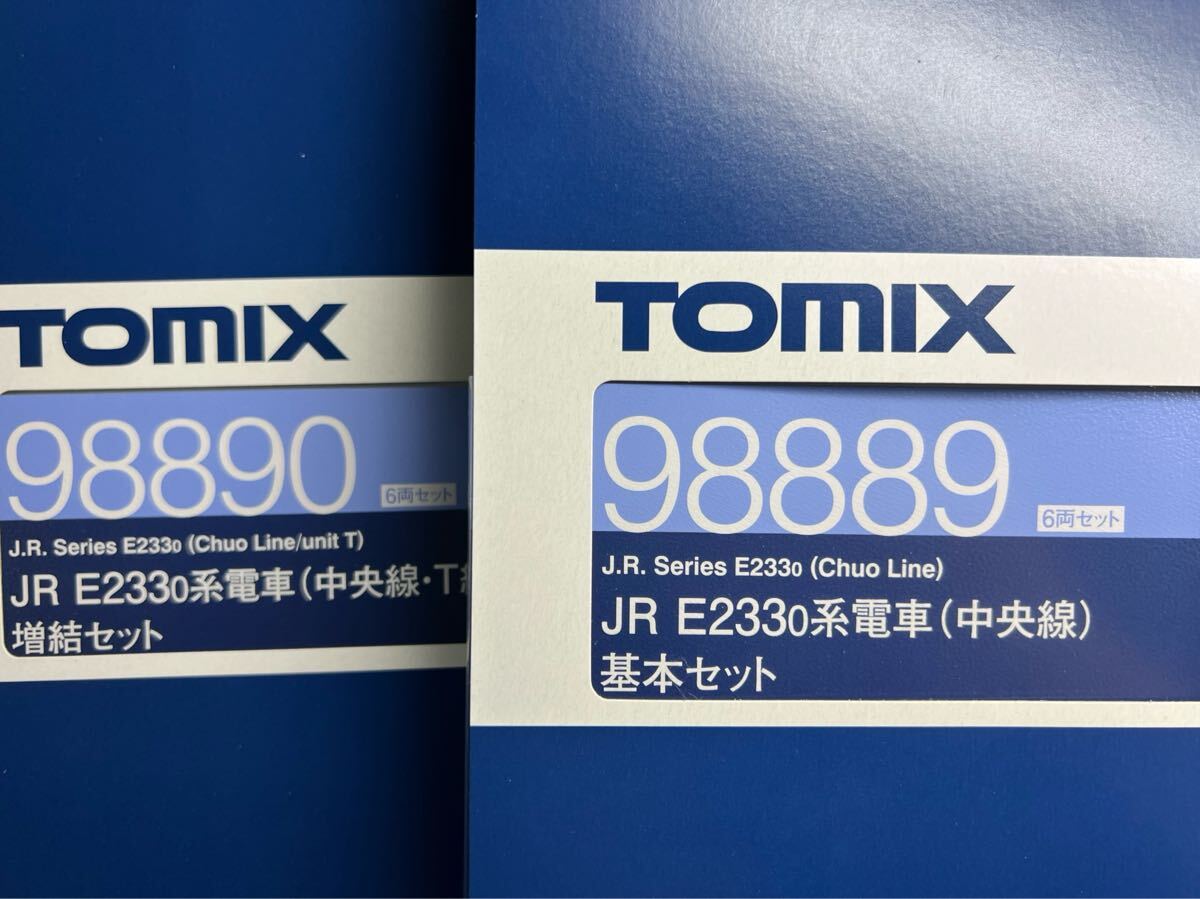 TOMIX
98890 6両セット
J.R. Series E2330 (Chuo Line/unit T)
JR E2330系電車(中央線・T
増結セット
TOMIX
98889 6両セット
J.R. Series E2330 (Chuo Line)
JR E2330系電車(中央線)
基本セット